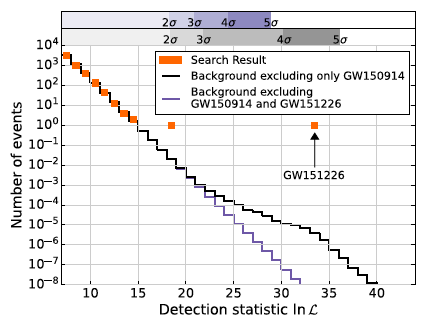 2σ 3σ 4σ 5σ
2σ 3σ 4σ 5σ
Search Result
Background excluding only GW150914
Background excluding
GW150914 and GW151226
GW151226
10⁴
10³
10²
10¹
10⁰
10⁻¹
10⁻²
10⁻³
10⁻⁴
10⁻⁵
10⁻⁶
10⁻⁷
10⁻⁸
Number of events
10 15 20 25 30 35 40
Detection statistic ln ℒ